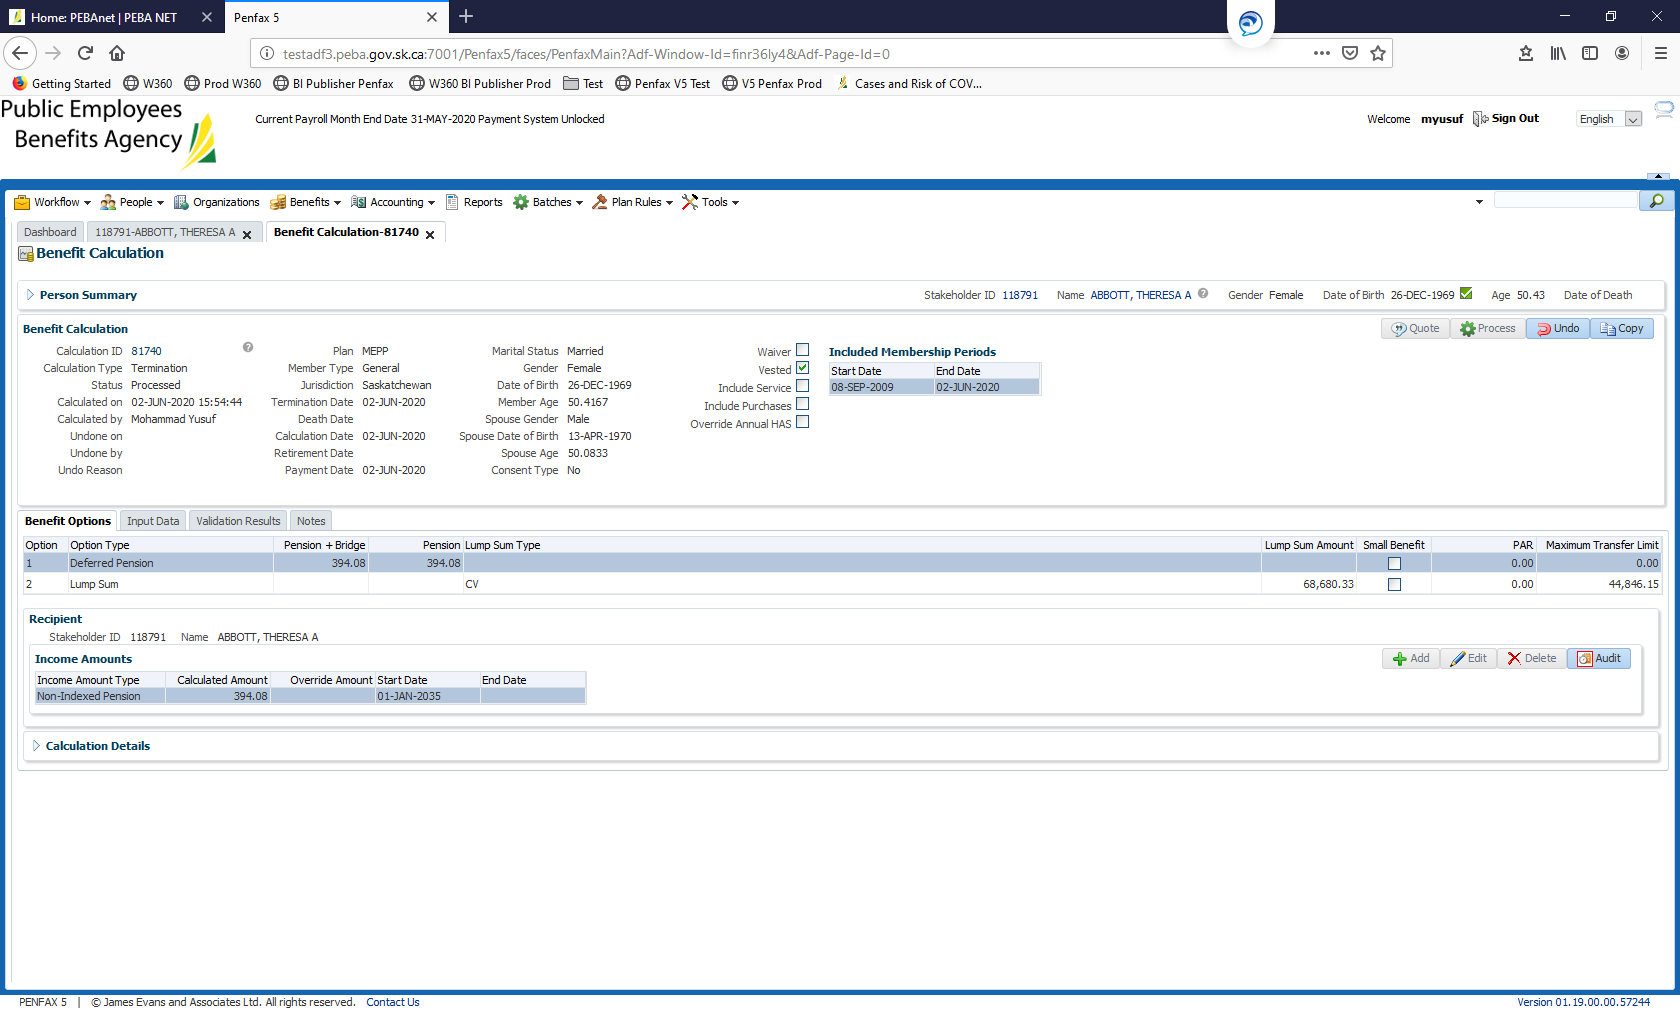 Home: PEBAnet | PEBA NET
Penfax 5
testadf3.peba.gov.sk.ca:7001/Penfax5/faces/PenfaxMain?Adf-Window-Id=finr36ly4&Adf-Page-Id=0
Getting Started W360 Prod W360 BI Publisher Penfax W360 BI Publisher Prod Test Penfax V5 Test V5 Penfax Prod Cases and Risk of COV...
Public Employees
Benefits Agency
Current Payroll Month End Date 31-MAY-2020 Payment System Unlocked
Welcome myusuf Sign Out English
Workflow People Organizations Benefits Accounting Reports Batches Plan Rules Tools
Dashboard 118791-ABBOTT, THERESA A Benefit Calculation-81740
Benefit Calculation
Person Summary Stakeholder ID 118791 Name ABBOTT, THERESA A Gender Female Date of Birth 26-DEC-1969 Age 50.43 Date of Death
Benefit Calculation Quote Process Undo Copy
Calculation ID 81740 Plan MEPP Marital Status Married Waiver Included Membership Periods
Calculation Type Termination Member Type General Gender Female Vested Start Date End Date
Status Processed Jurisdiction Saskatchewan Date of Birth 26-DEC-1969 Include Service 08-SEP-2009 02-JUN-2020
Calculated on 02-JUN-2020 15:54:44 Termination Date 02-JUN-2020 Member Age 50.4167 Include Purchases
Calculated by Mohammad Yusuf Death Date Spouse Gender Male Override Annual HAS
Undone on Calculation Date 02-JUN-2020 Spouse Date of Birth 13-APR-1970
Undone by Retirement Date Spouse Age 50.0833
Undo Reason Payment Date 02-JUN-2020 Consent Type No
Benefit Options Input Data Validation Results Notes
Option Option Type Pension + Bridge Pension Lump Sum Type Lump Sum Amount Small Benefit PAR Maximum Transfer Limit
1 Deferred Pension 394.08 394.08 0.00 0.00
2 Lump Sum CV 68,680.33 0.00 44,846.15
Recipient
Stakeholder ID 118791 Name ABBOTT, THERESA A
Income Amounts Add Edit Delete Audit
Income Amount Type Calculated Amount Override Amount Start Date End Date
Non-Indexed Pension 394.08 01-JAN-2035
Calculation Details
PENFAX 5 | © James Evans and Associates Ltd. All rights reserved. Contact Us Version 01.19.00.00.57244